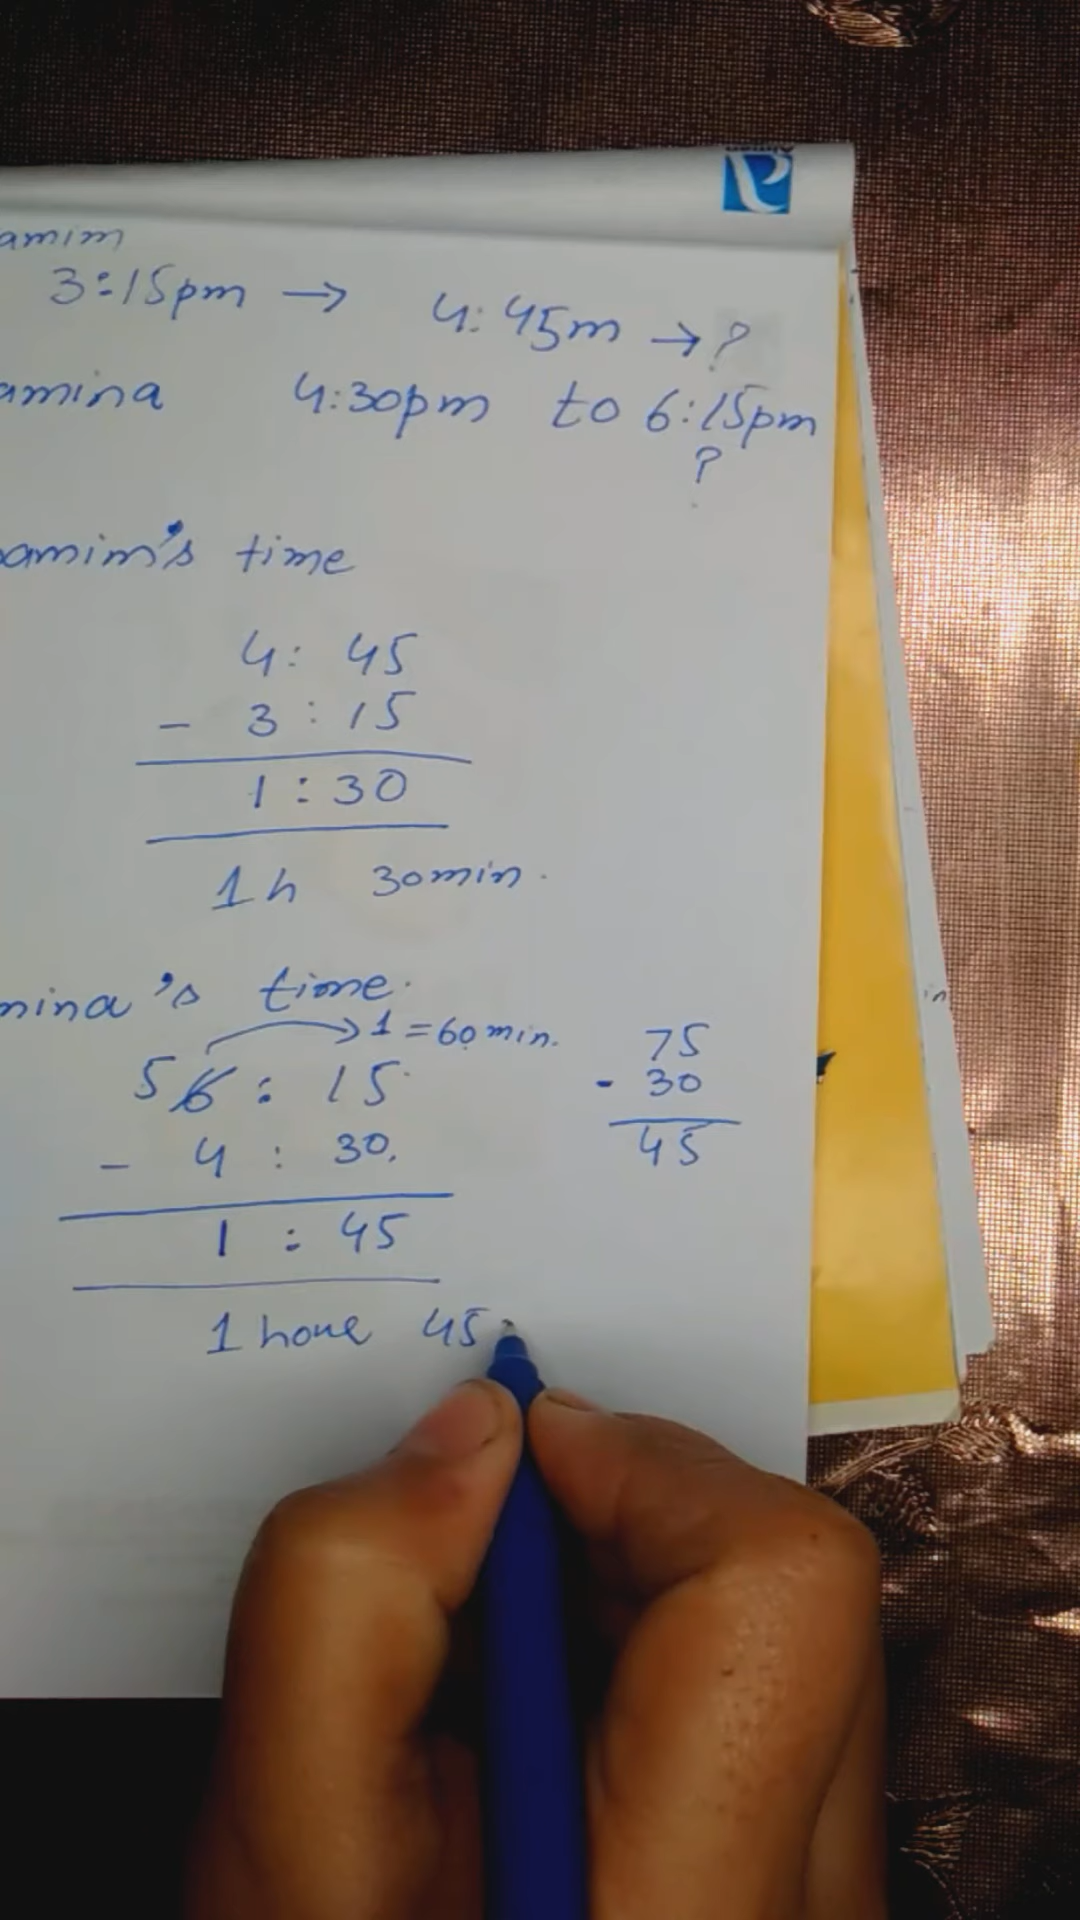 amim
3:15pm → 4:45m →?
amina 4:30pm to 6:15pm
?
amim's time
4: 45
- 3 : 15
1 : 30
1h 30min.
mina's time.
→1 = 60min.
5 6 : 15
- 4 : 30.
1 : 45
1 houe 45
75
- 30
45
in